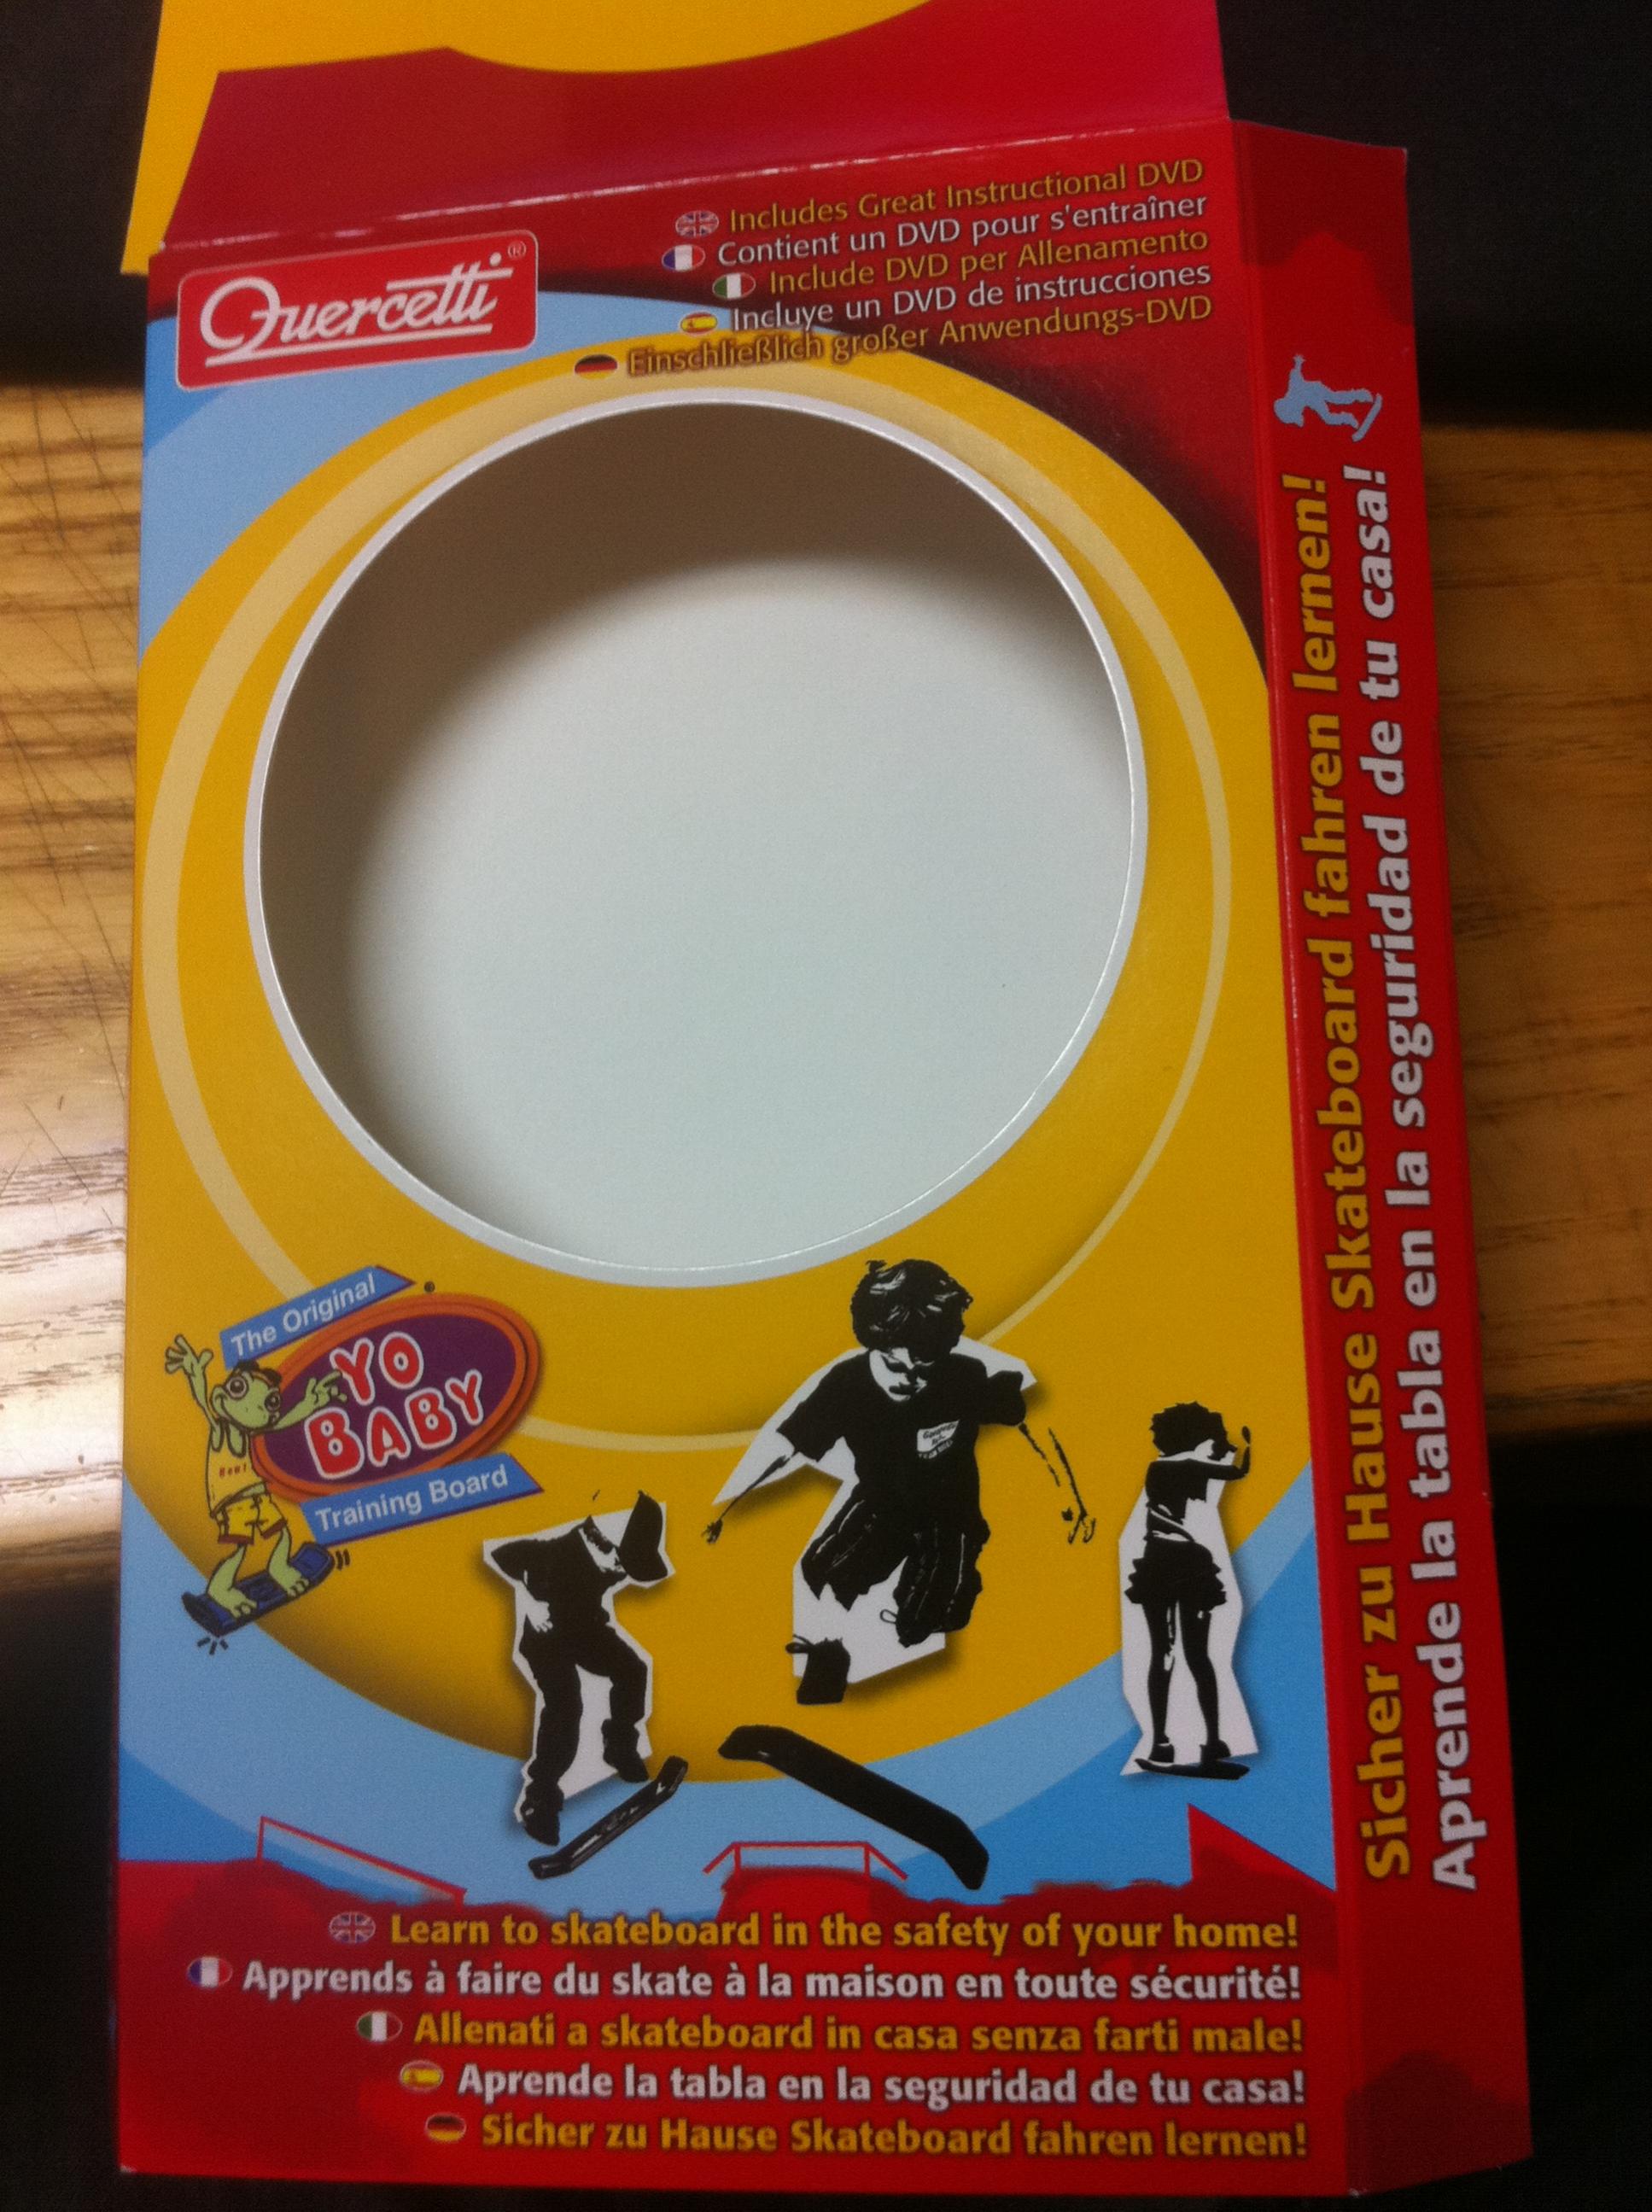 Quercetti®
Includes Great Instructional DVD
Contient un DVD pour s'entraîner
Include DVD per Allenamento
Incluye un DVD de instrucciones
Einschließlich großer Anwendungs-DVD
The Original
YO
BABY
Training Board
Learn to skateboard in the safety of your home!
Apprends à faire du skate à la maison en toute sécurité!
Allenati a skateboard in casa senza farti male!
Aprende la tabla en la seguridad de tu casa!
Sicher zu Hause Skateboard fahren lernen!
Sicher zu Hause Skateboard fahren lernen!
Aprende la tabla en la seguridad de tu casa!